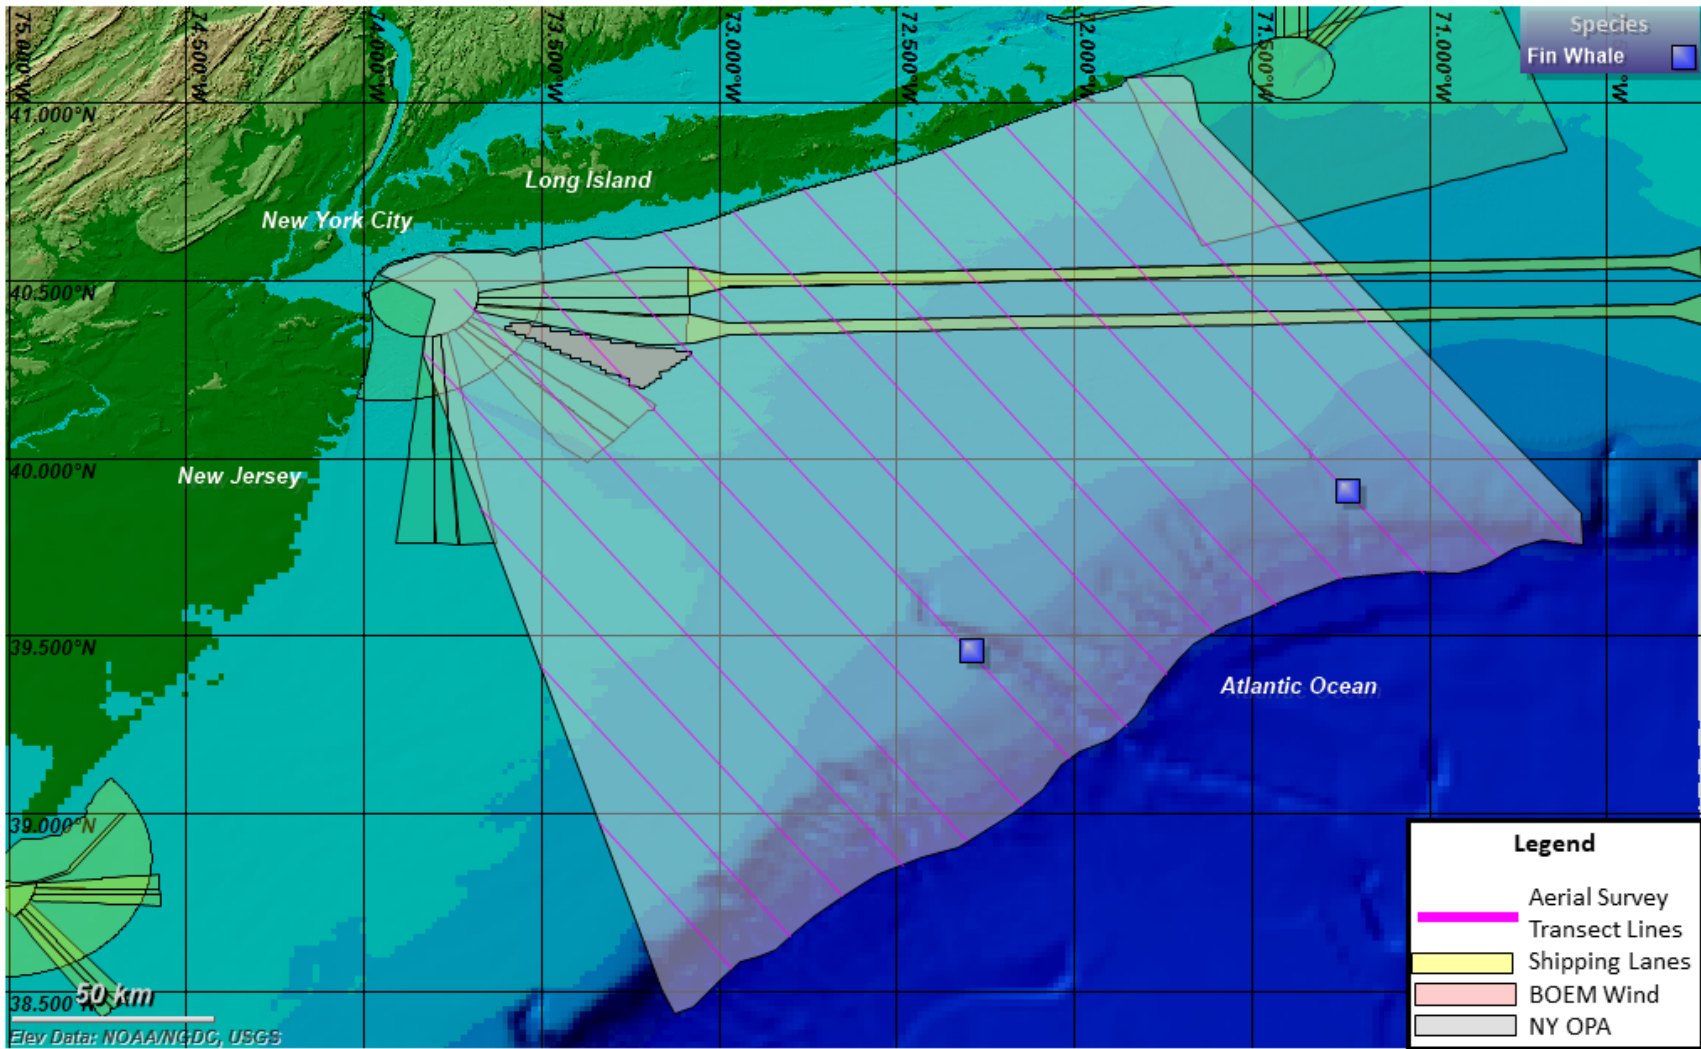 75.000°W
74.500°W
74.000°W
73.500°W
73.000°W
72.500°W
72.000°W
71.500°W
71.000°W
Species
Fin Whale
41.000°N
Long Island
New York City
40.500°N
40.000°N
New Jersey
39.500°N
Atlantic Ocean
39.000°N
38.500°N
50 km
Elev Data: NOAA/NGDC, USGS
Legend
Aerial Survey
Transect Lines
Shipping Lanes
BOEM Wind
NY OPA